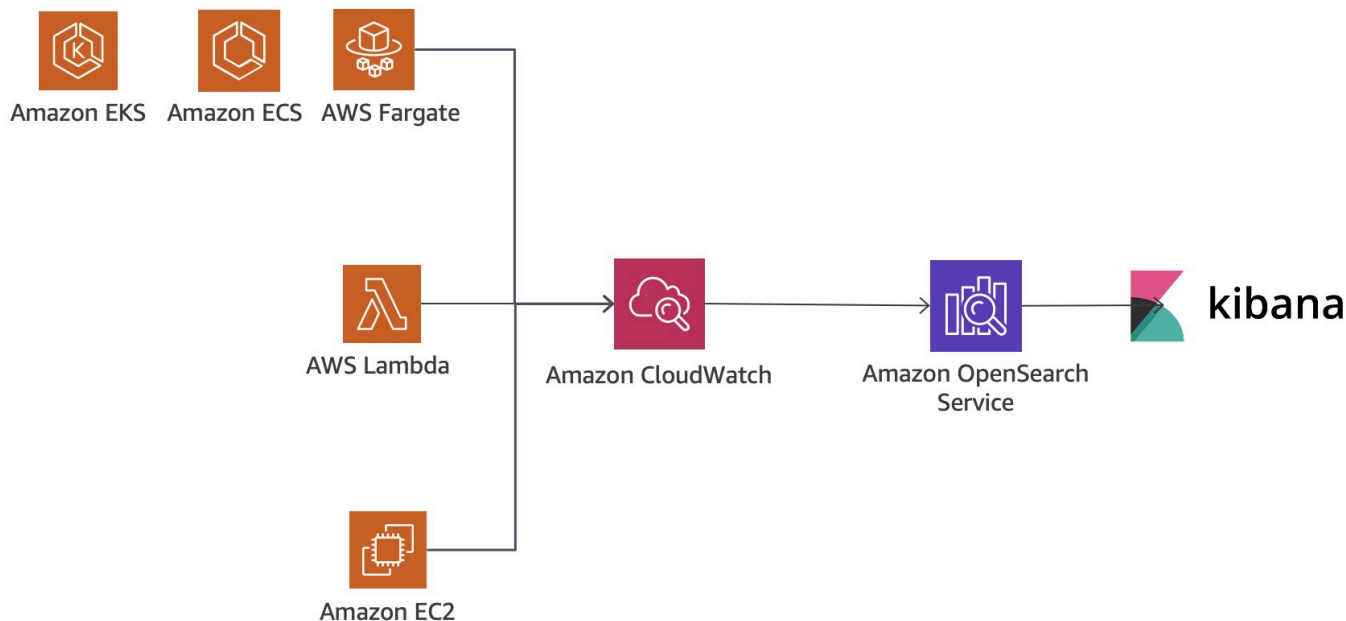 Amazon EKS
Amazon ECS
AWS Fargate
AWS Lambda
Amazon CloudWatch
Amazon OpenSearch
Service
kibana
Amazon EC2